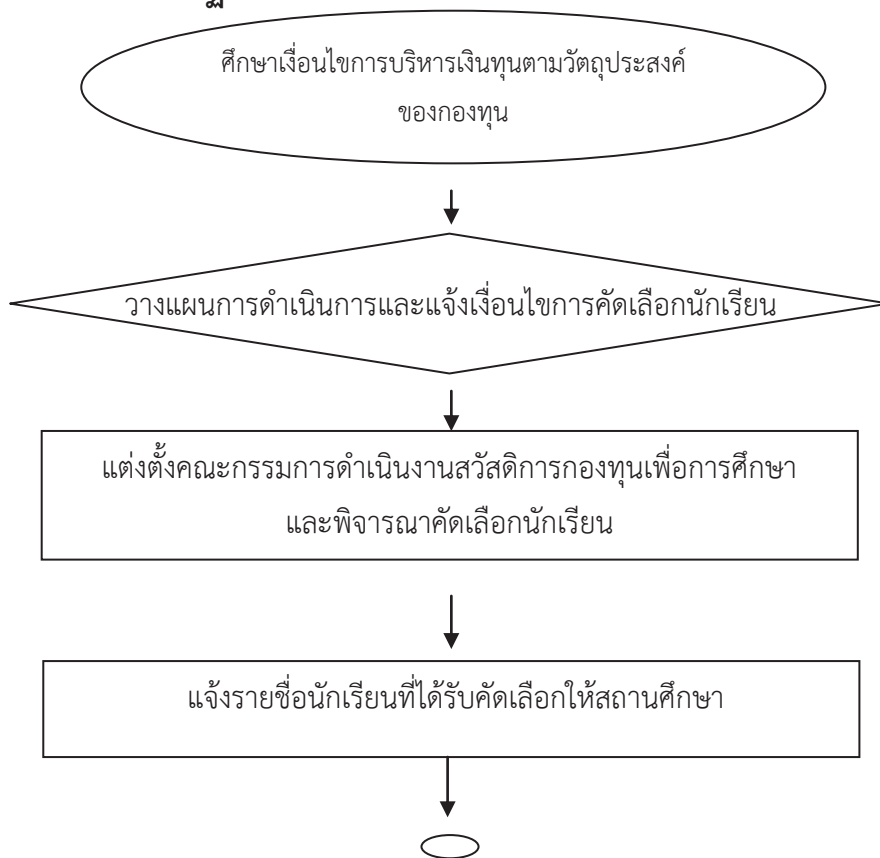 ศึกษาเงื่อนไขการบริหารเงินทุนตามวัตถุประสงค์
ของกองทุน
วางแผนการดำเนินการและแจ้งเงื่อนไขการคัดเลือกนักเรียน
แต่งตั้งคณะกรรมการดำเนินงานสวัสดิการกองทุนเพื่อการศึกษา
และพิจารณาคัดเลือกนักเรียน
แจ้งรายชื่อนักเรียนที่ได้รับคัดเลือกให้สถานศึกษา